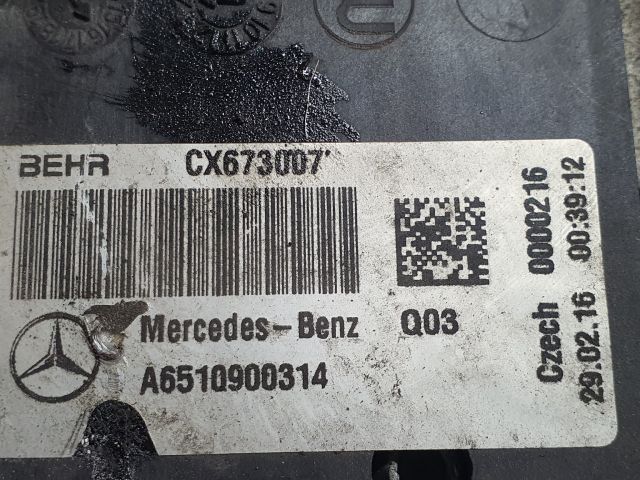 BEHR CX673007
Mercedes-Benz Q03
A6510900314
Czech 0000216
29.02.16 00:39:12